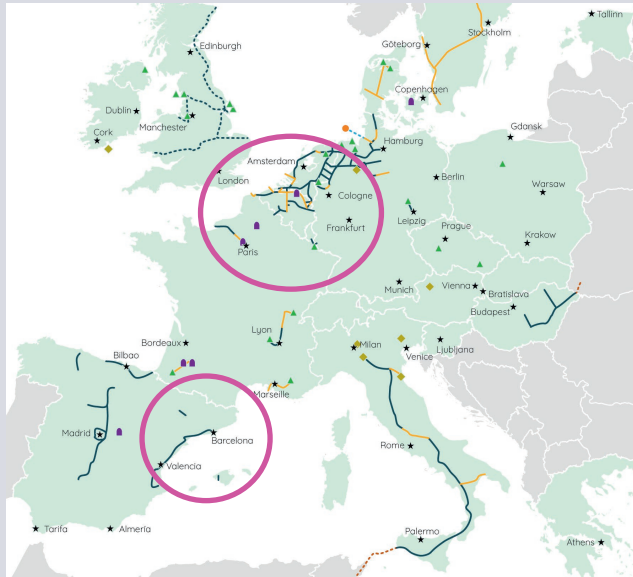 Tallinn
Stockholm
Edinburgh
Göteborg
Copenhagen
Dublin
Manchester
Cork
Gdansk
Hamburg
Amsterdam
London
Berlin
Warsaw
Cologne
Leipzig
Frankfurt
Prague
Krakow
Paris
Munich
Vienna
Bratislava
Budapest
Lyon
Bordeaux
Milan
Venice
Ljubljana
Bilbao
Marseille
Madrid
Barcelona
Rome
Valencia
Tarifa
Almería
Palermo
Athens